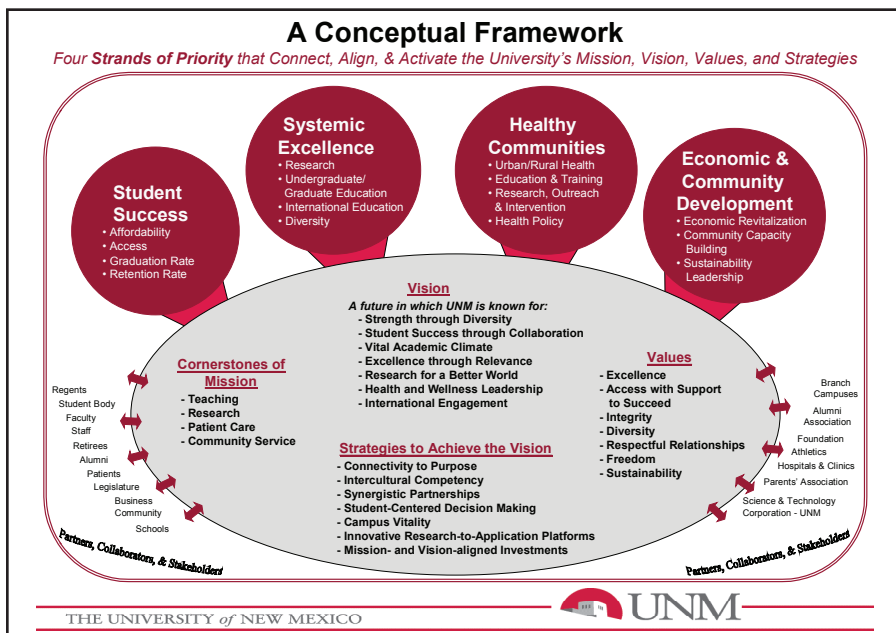 A Conceptual Framework
Four Strands of Priority that Connect, Align, & Activate the University's Mission, Vision, Values, and Strategies
Student
Success
• Affordability
• Access
• Graduation Rate
• Retention Rate
Systemic
Excellence
• Research
• Undergraduate/
Graduate Education
• International Education
• Diversity
Healthy
Communities
• Urban/Rural Health
• Education & Training
• Research, Outreach
& Intervention
• Health Policy
Economic &
Community
Development
• Economic Revitalization
• Community Capacity
Building
• Sustainability
Leadership
Vision
A future in which UNM is known for:
- Strength through Diversity
- Student Success through Collaboration
- Vital Academic Climate
- Excellence through Relevance
- Research for a Better World
- Health and Wellness Leadership
- International Engagement
Cornerstones of
Mission
- Teaching
- Research
- Patient Care
- Community Service
Values
- Excellence
- Access with Support
to Succeed
- Integrity
- Diversity
- Respectful Relationships
- Freedom
- Sustainability
Strategies to Achieve the Vision
- Connectivity to Purpose
- Intercultural Competency
- Synergistic Partnerships
- Student-Centered Decision Making
- Campus Vitality
- Innovative Research-to-Application Platforms
- Mission- and Vision-aligned Investments
Regents
Student Body
Faculty
Staff
Retirees
Alumni
Patients
Legislature
Business
Community
Schools
Partners, Collaborators, & Stakeholders
Branch
Campuses
Alumni
Association
Foundation
Athletics
Hospitals & Clinics
Parents' Association
Science & Technology
Corporation - UNM
Partners, Collaborators, & Stakeholders
THE UNIVERSITY of NEW MEXICO
UNM